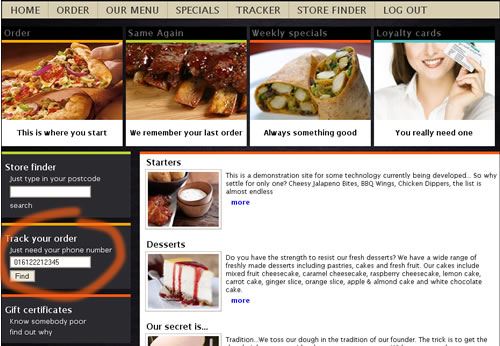 HOME ORDER OUR MENU SPECIALS TRACKER STORE FINDER LOG OUT
Order Same Again Weekly specials Loyalty cards
This is where you start We remember your last order Always something good You really need one
Store finder
Just type in your postcode
search
Track your order
Just need your phone number
016122212345
Find
Gift certificates
Know somebody poor
find out why
Starters
This is a demonstration site for some technology currently being developed... So why
settle for only one? Cheesy Jalapeno Bites, BBQ Wings, Chicken Dippers, the list is
almost endless
more
Desserts
Do you have the strength to resist our fresh desserts? We have a wide range of
freshly made desserts including pastries, cakes and fresh fruit. Our cakes include
mixed fruit cheesecake, caramel cheesecake, raspberry cheesecake, lemon cake,
carrot cake, ginger slice, orange slice, apple & almond cake and white chocolate
cake.
more
Our secret is...
Tradition...We toss our dough in the tradition of our founder. The trick is to get the